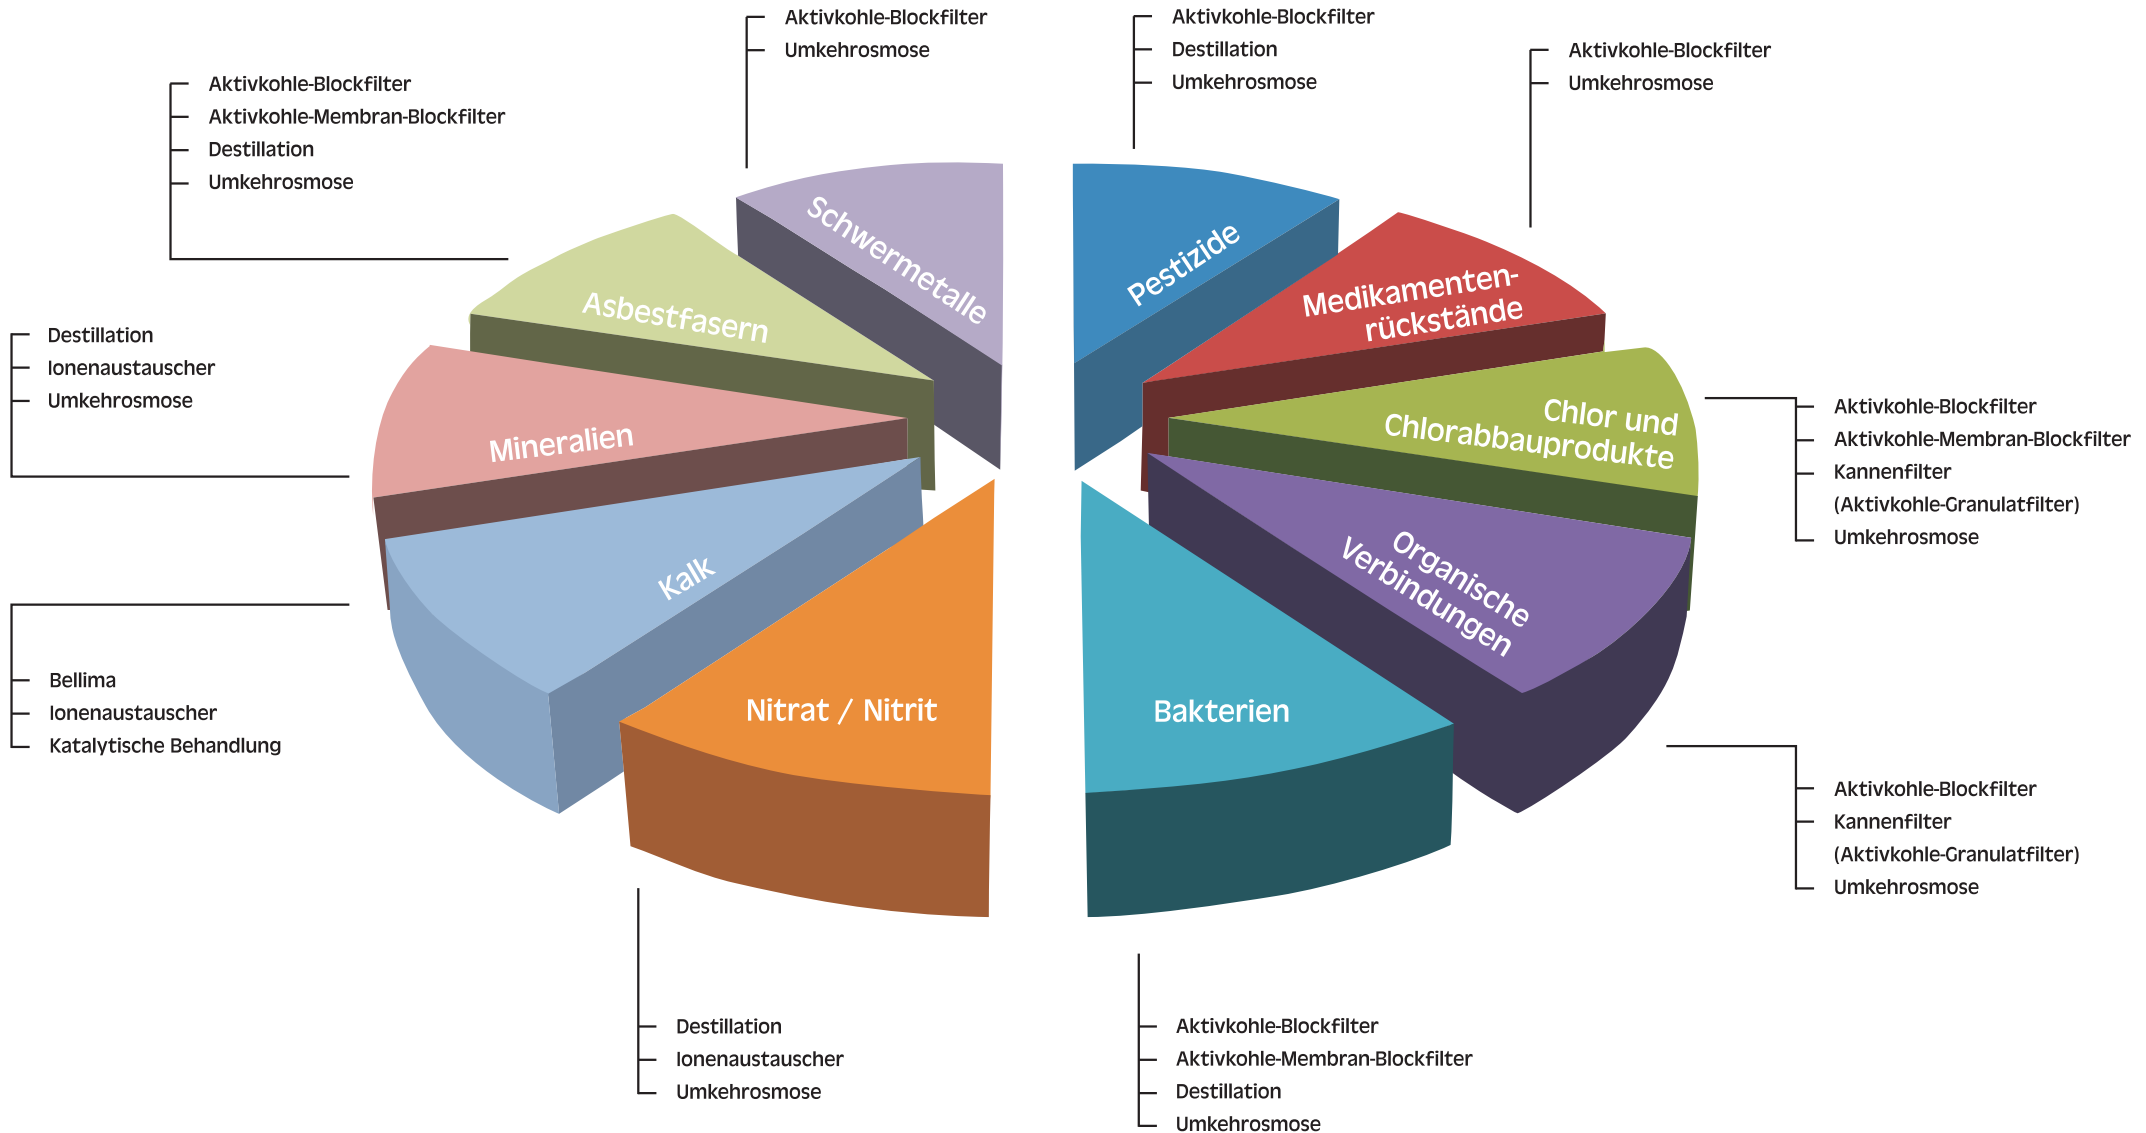 Aktivkohle-Blockfilter
Umkehrosmose
Aktivkohle-Blockfilter
Destillation
Umkehrosmose
Aktivkohle-Blockfilter
Umkehrosmose
Aktivkohle-Blockfilter
Aktivkohle-Membran-Blockfilter
Destillation
Umkehrosmose
Schwermetalle
Pestizide
Medikamenten-
rückstände
Asbestfasern
Destillation
Ionenaustauscher
Umkehrosmose
Mineralien
Chlor und
Chlorabbauprodukte
Aktivkohle-Blockfilter
Aktivkohle-Membran-Blockfilter
Kannenfilter
(Aktivkohle-Granulatfilter)
Umkehrosmose
Kalk
Organische
Verbindungen
Bellima
Ionenaustauscher
Katalytische Behandlung
Nitrat / Nitrit
Bakterien
Aktivkohle-Blockfilter
Kannenfilter
(Aktivkohle-Granulatfilter)
Umkehrosmose
Destillation
Ionenaustauscher
Umkehrosmose
Aktivkohle-Blockfilter
Aktivkohle-Membran-Blockfilter
Destillation
Umkehrosmose